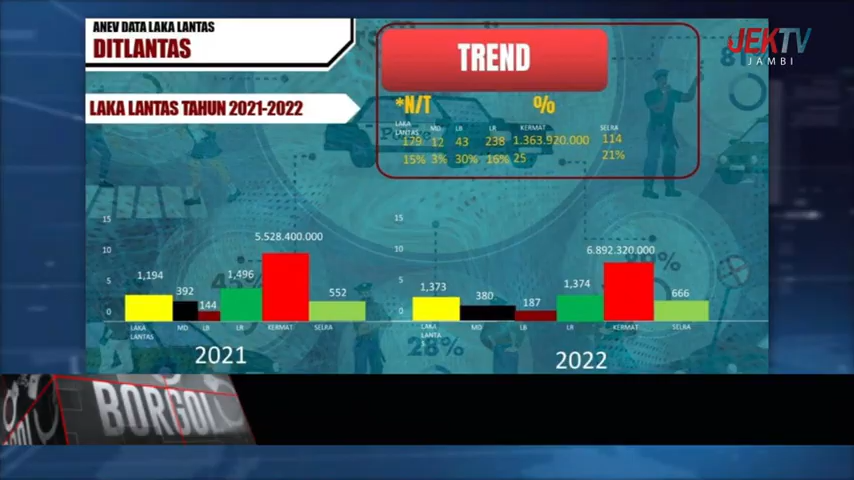 ANEV DATA LAKA LANTAS
DITLANTAS
JEKTV
JAMBI
TREND
LAKA LANTAS TAHUN 2021-2022
*N/T %
LAKA LANTAS MD LB LR KERMAT SELRA
179 12 43 238 1.363.920.000 114
15% 3% 30% 16% 25 21%
15
10
5
0
1,194 392 144 1,496 5.528.400.000 552
LAKA LANTAS MD LB LR KERMAT SELRA
2021
15
10
5
0
1,373 380 187 1,374 6.892.320.000 666
LAKA LANTA MD LB LR KERMAT SELRA
2022
28%
BORGOL